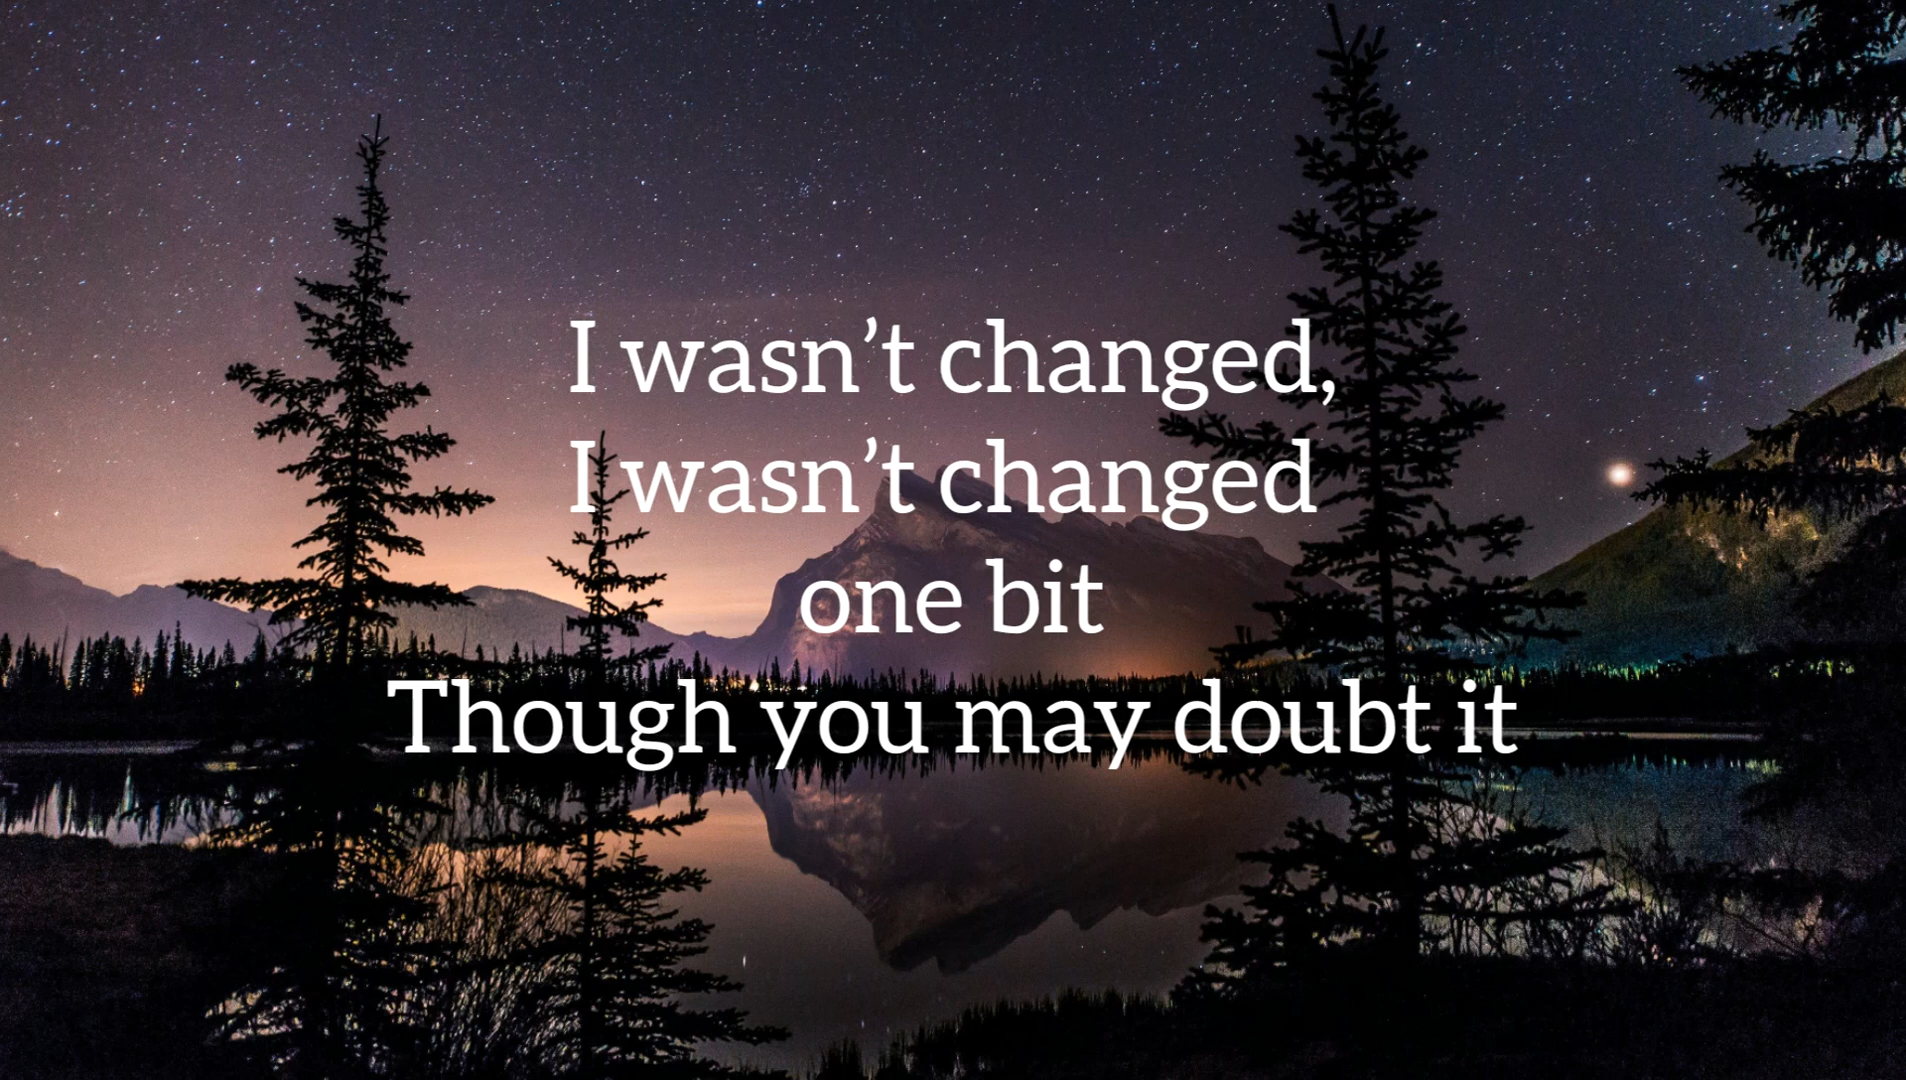 I wasn’t changed,
I wasn’t changed
one bit
Though you may doubt it